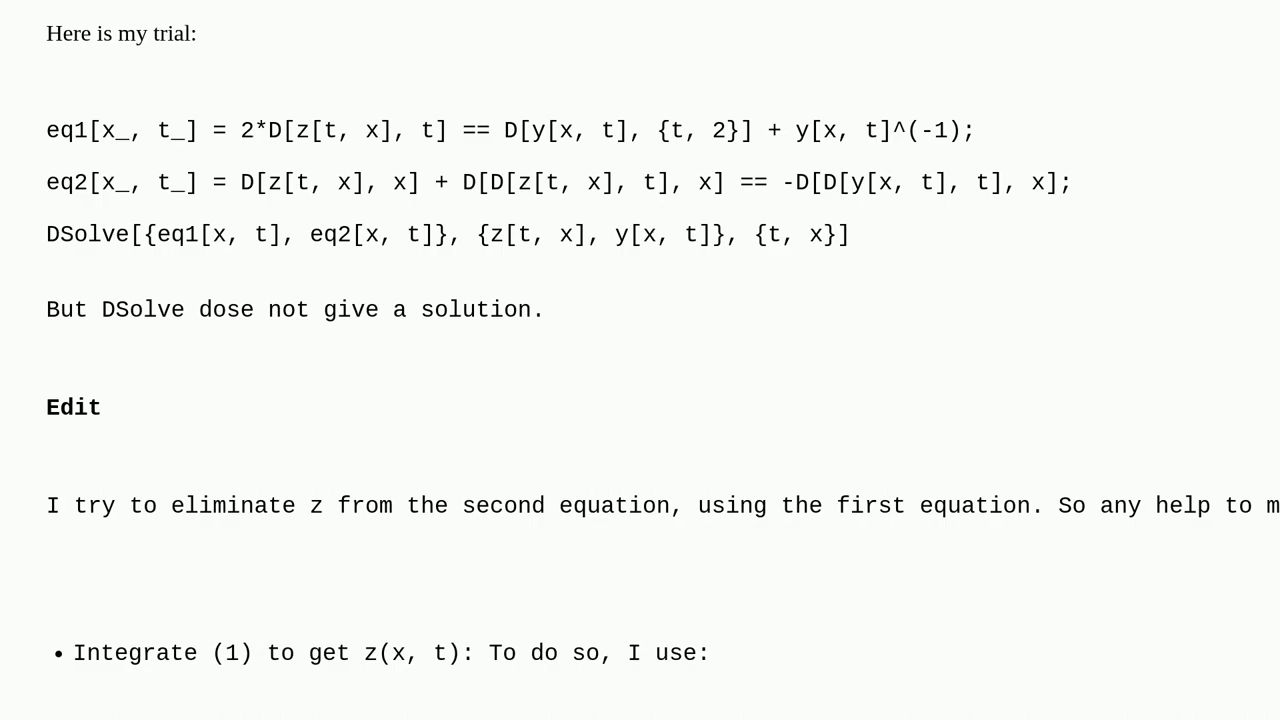 Here is my trial:
eq1[x_, t_] = 2*D[z[t, x], t] == D[y[x, t], {t, 2}] + y[x, t]^(-1);
eq2[x_, t_] = D[z[t, x], x] + D[D[z[t, x], t], x] == -D[D[y[x, t], t], x];
DSolve[{eq1[x, t], eq2[x, t]}, {z[t, x], y[x, t]}, {t, x}]
But DSolve dose not give a solution.
Edit
I try to eliminate z from the second equation, using the first equation. So any help to
• Integrate (1) to get z(x, t): To do so, I use: